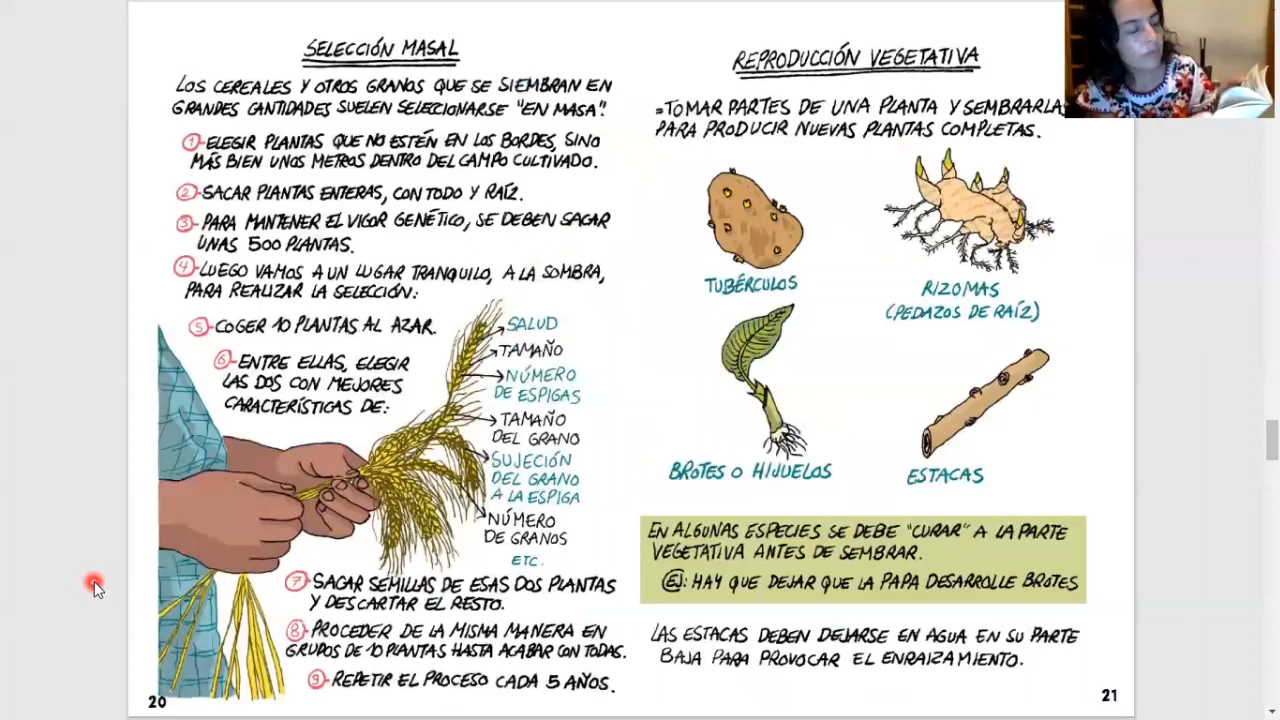 SELECCIÓN MASAL
LOS CEREALES Y OTROS GRANOS QUE SE SIEMBRAN EN
GRANDES CANTIDADES SUELEN SELECCIONARSE "EN MASA".
1-ELEGIR PLANTAS QUE NO ESTÉN EN LOS BORDES, SINO
MÁS BIEN UNOS METROS DENTRO DEL CAMPO CULTIVADO.
2-SACAR PLANTAS ENTERAS, CON TODO Y RAÍZ.
3-PARA MANTENER EL VIGOR GENÉTICO, SE DEBEN SACAR
UNAS 500 PLANTAS.
4-LUEGO VAMOS A UN LUGAR TRANQUILO, A LA SOMBRA,
PARA REALIZAR LA SELECCIÓN:
5-COGER 10 PLANTAS AL AZAR.
6-ENTRE ELLAS, ELEGIR
LAS DOS CON MEJORES
CARACTERÍSTICAS DE:
SALUD
TAMAÑO
NÚMERO
DE ESPIGAS
TAMAÑO
DEL GRANO
SUJECIÓN
DEL GRANO
A LA ESPIGA
NÚMERO
DE GRANOS
ETC.
7-SACAR SEMILLAS DE ESAS DOS PLANTAS
Y DESCARTAR EL RESTO.
8-PROCEDER DE LA MISMA MANERA EN
GRUPOS DE 10 PLANTAS HASTA ACABAR CON TODAS.
9-REPETIR EL PROCESO CADA 5 AÑOS.
20
REPRODUCCIÓN VEGETATIVA
=TOMAR PARTES DE UNA PLANTA Y SEMBRARLA
PARA PRODUCIR NUEVAS PLANTAS COMPLETAS.
TUBÉRCULOS
RIZOMAS
(PEDAZOS DE RAÍZ)
BROTES O HIJUELOS
ESTACAS
EN ALGUNAS ESPECIES SE DEBE "CURAR" A LA PARTE
VEGETATIVA ANTES DE SEMBRAR.
EJ: HAY QUE DEJAR QUE LA PAPA DESARROLLE BROTES
LAS ESTACAS DEBEN DEJARSE EN AGUA EN SU PARTE
BAJA PARA PROVOCAR EL ENRAIZAMIENTO.
21